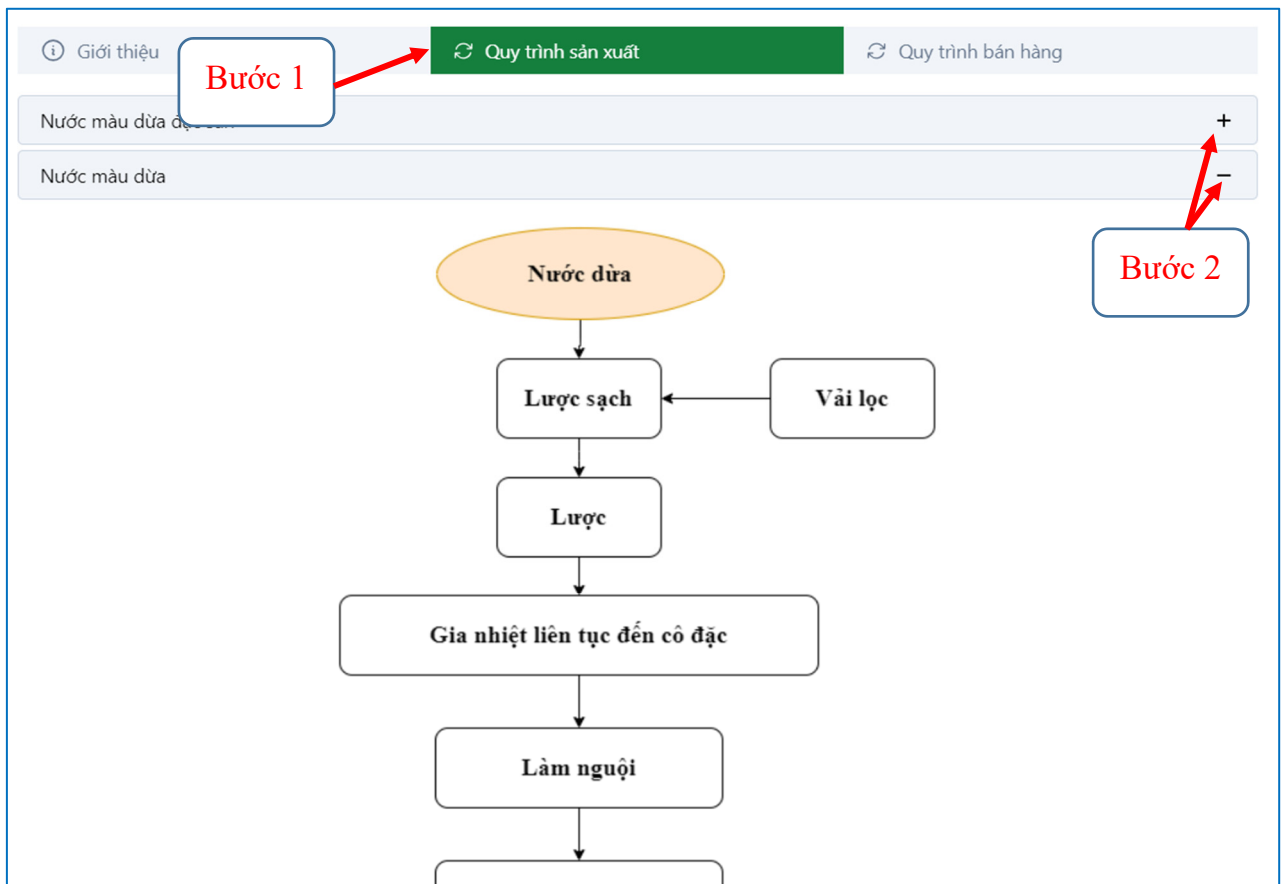 Giới thiệu
Quy trình sản xuất
Quy trình bán hàng
Bước 1
Nước màu dừa
+
Nước màu dừa
−
Bước 2
Nước dừa
Lược sạch
Vải lọc
Lược
Gia nhiệt liên tục đến cô đặc
Làm nguội